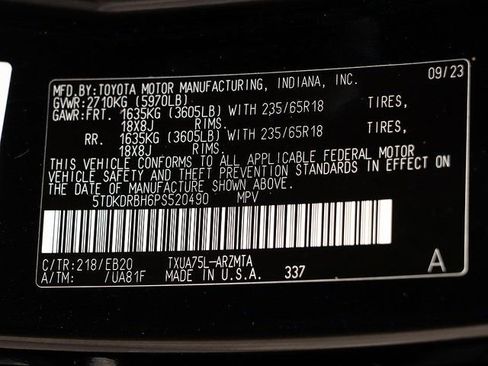 MFD.BY:TOYOTA MOTOR MANUFACTURING, INDIANA, INC.
GVWR:2710KG (5970LB) 09/23
GAWR:FRT. 1635KG (3605LB) WITH 235/65R18 TIRES,
18X8J RIMS.
RR. 1635KG (3605LB) WITH 235/65R18 TIRES,
18X8J RIMS.
THIS VEHICLE CONFORMS TO ALL APPLICABLE FEDERAL MOTOR
VEHICLE SAFETY AND THEFT PREVENTION STANDARDS IN EFFECT ON
THE DATE OF MANUFACTURE SHOWN ABOVE.
5TDKDRBH6PS520490 MPV
C/TR:218/EB20 TXUA75L-ARZMTA
A/TM: /UA81F MADE IN U.S.A. 337 A